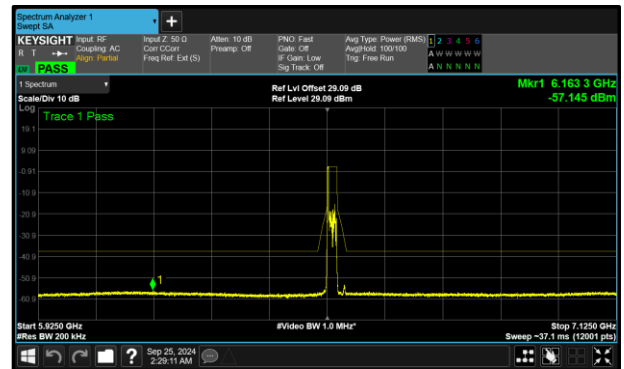 Spectrum Analyzer 1
Swept SA
+
KEYSIGHT
R T
PASS
Input: RF
Coupling: AC
Align: Partial
Input Z: 50 Ω
Corr CCorr
Freq Ref: Ext (S)
Atten: 10 dB
Preamp: Off
PNO: Fast
Gate: Off
IF Gain: Low
Sig Track: Off
Avg Type: Power (RMS)
Avg|Hold: 100/100
Trig: Free Run
1 2 3 4 5 6
A W W W W W
A N N N N N
1 Spectrum
Scale/Div 10 dB
Log
Ref Lvl Offset 29.09 dB
Ref Level 29.09 dBm
Mkr1 6.163 3 GHz
-57.145 dBm
Trace 1 Pass
19.1
9.09
-0.91
-10.9
-20.9
-30.9
-40.9
-50.9
-60.9
1
Start 5.9250 GHz
#Res BW 200 kHz
#Video BW 1.0 MHz*
Stop 7.1250 GHz
Sweep ~37.1 ms (12001 pts)
?
Sep 25, 2024
2:29:11 AM